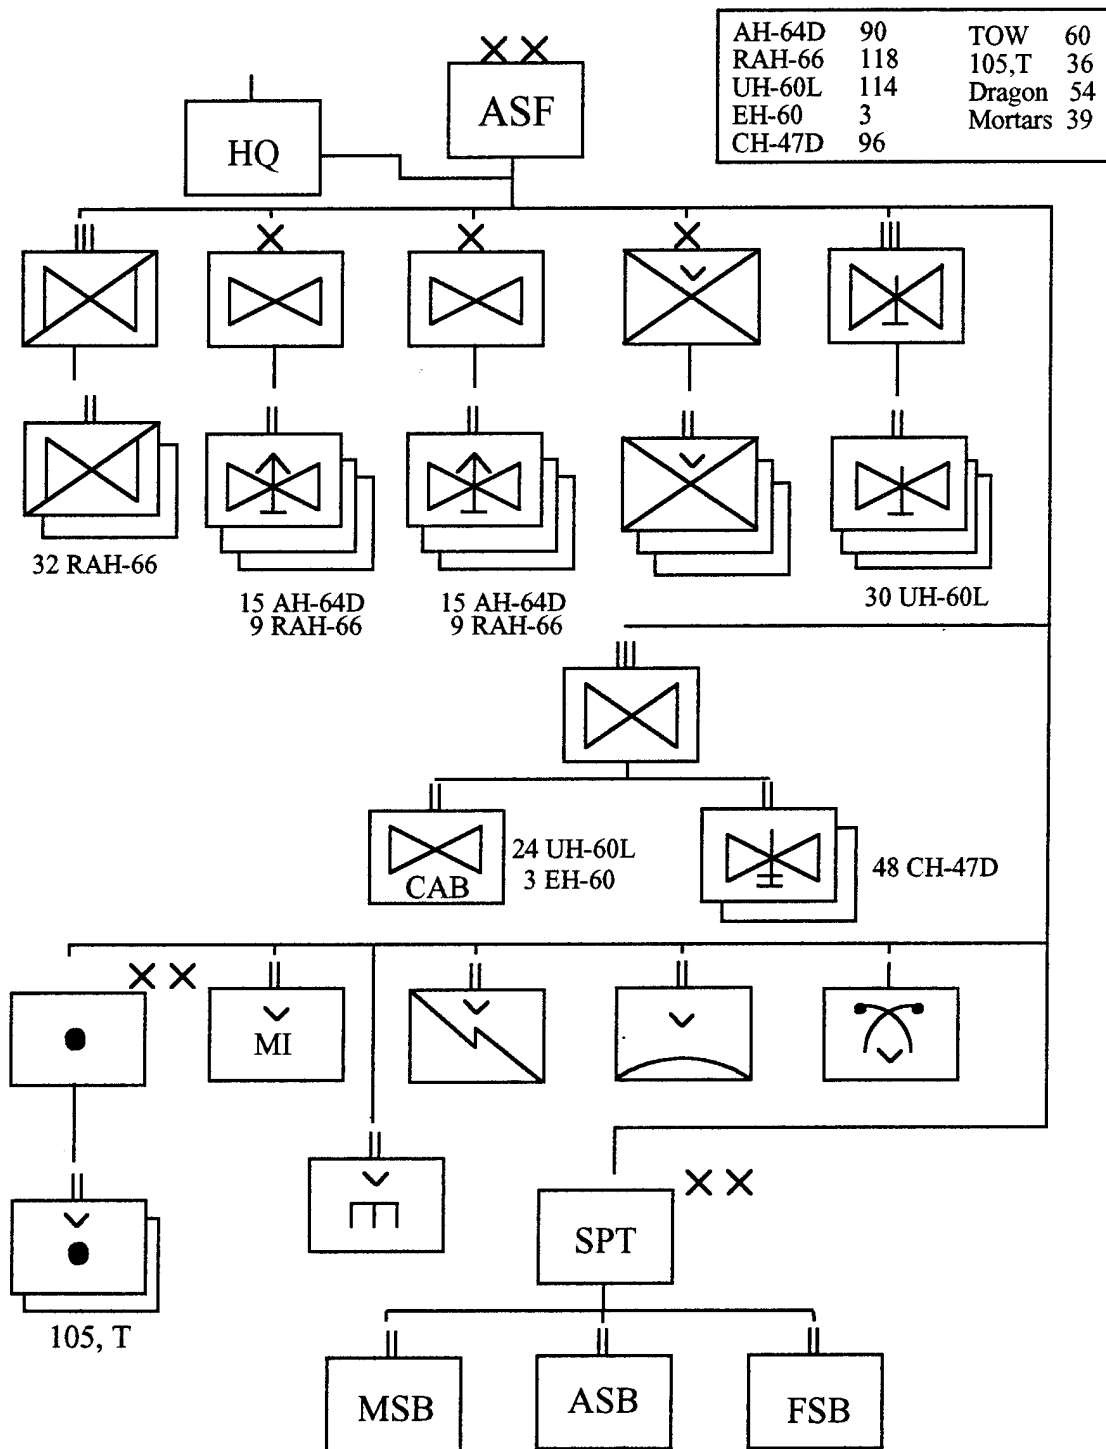 AH-64D 90 TOW 60
RAH-66 118 105,T 36
UH-60L 114 Dragon 54
EH-60 3 Mortars 39
CH-47D 96
ASF
HQ
32 RAH-66
15 AH-64D
9 RAH-66
15 AH-64D
9 RAH-66
30 UH-60L
CAB
24 UH-60L
3 EH-60
48 CH-47D
MI
105, T
SPT
MSB
ASB
FSB